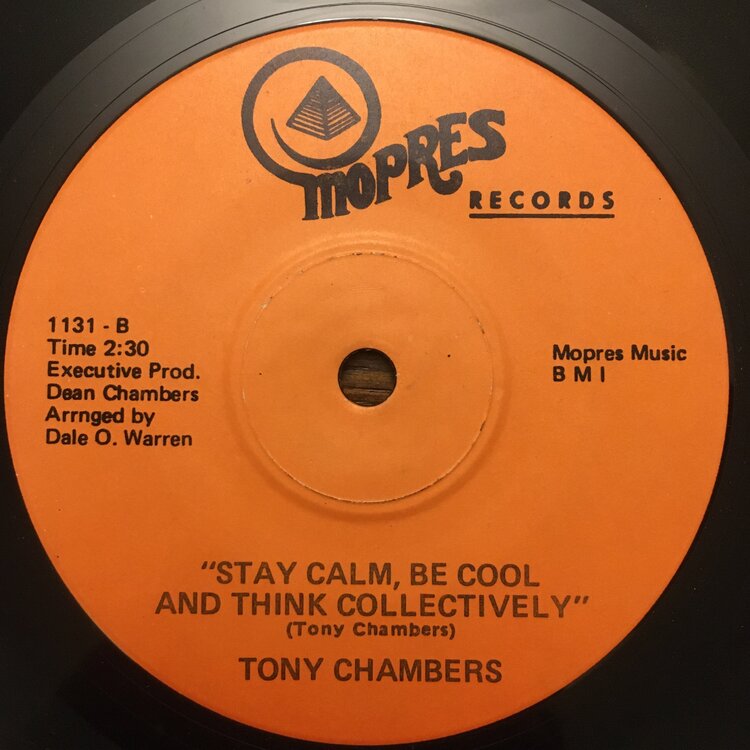 MOPRES
RECORDS
1131 - B
Time 2:30
Executive Prod.
Dean Chambers
Arrnged by
Dale O. Warren
Mopres Music
B M I
"STAY CALM, BE COOL
AND THINK COLLECTIVELY"
(Tony Chambers)
TONY CHAMBERS